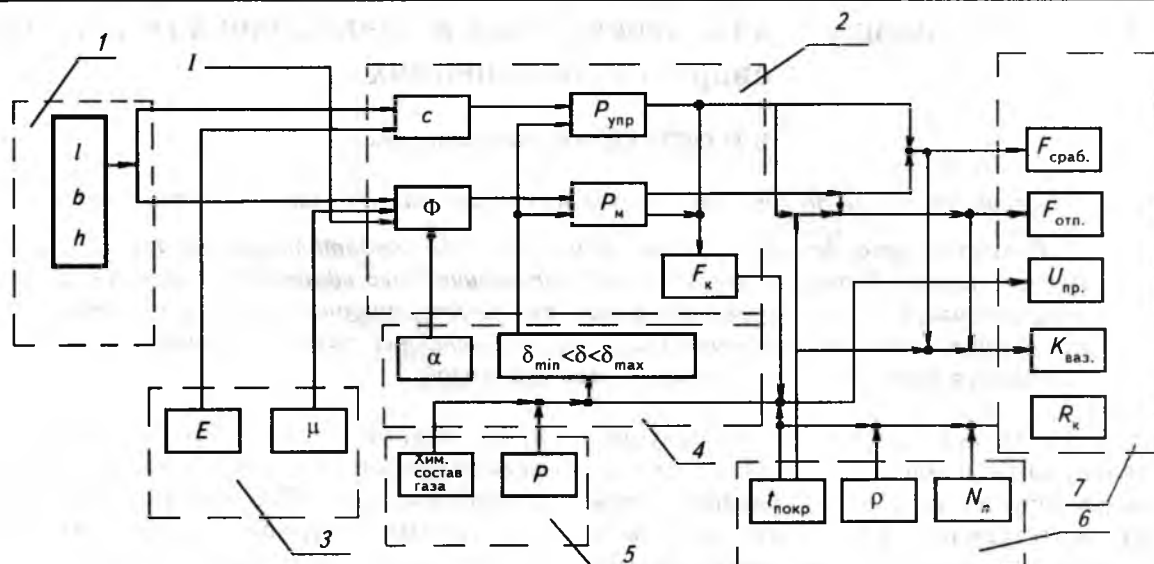 1
I
2
l
b
h
c
P упр
F сраб.
Φ
P м
F отп.
F к
U пр.
α
δ min <δ<δ max
K ваз.
E
μ
R к
4
Хим.
состав
газа
P
t покр
ρ
N п
7
6
3
5